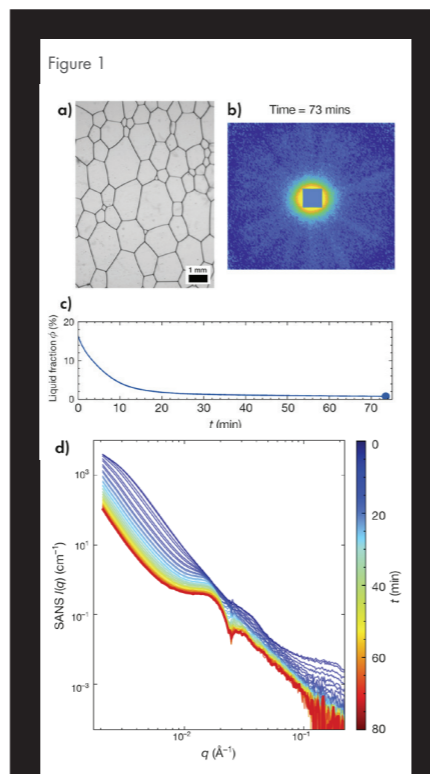 Figure 1
a)
b) Time = 73 mins
1 mm
c)
20
10
0
Liquid fraction ϕ (%)
0 10 20 30 40 50 60 70
t (min)
d)
10³
10¹
10⁻¹
10⁻³
SANS I(q) (cm⁻¹)
10⁻² 10⁻¹
q (Å⁻¹)
0
20
40
60
80
t (min)